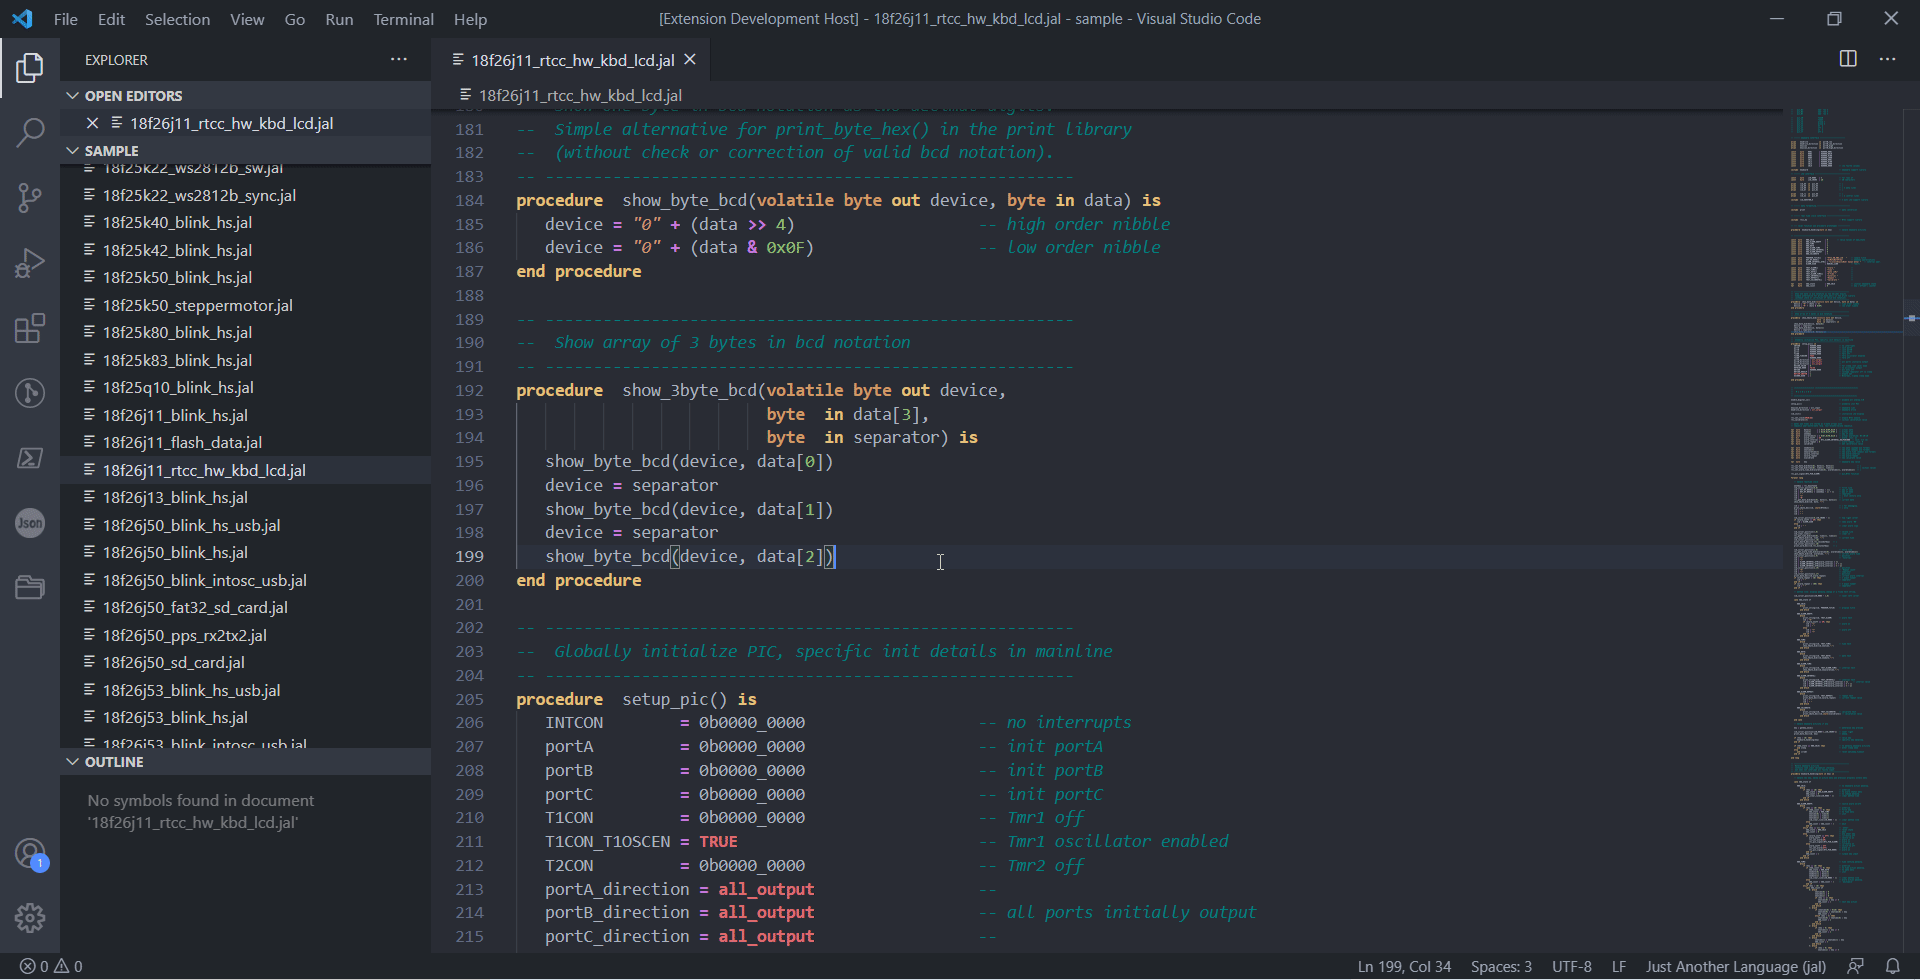 File Edit Selection View Go Run Terminal Help
[Extension Development Host] - 18f26j11_rtcc_hw_kbd_lcd.jal - sample - Visual Studio Code
EXPLORER
OPEN EDITORS
18f26j11_rtcc_hw_kbd_lcd.jal
SAMPLE
18f25k22_ws2812b_sw.jal
18f25k22_ws2812b_sync.jal
18f25k40_blink_hs.jal
18f25k42_blink_hs.jal
18f25k50_blink_hs.jal
18f25k50_steppermotor.jal
18f25k80_blink_hs.jal
18f25k83_blink_hs.jal
18f25q10_blink_hs.jal
18f26j11_blink_hs.jal
18f26j11_flash_data.jal
18f26j11_rtcc_hw_kbd_lcd.jal
18f26j13_blink_hs.jal
18f26j50_blink_hs_usb.jal
18f26j50_blink_hs.jal
18f26j50_blink_intosc_usb.jal
18f26j50_fat32_sd_card.jal
18f26j50_pps_rx2tx2.jal
18f26j50_sd_card.jal
18f26j53_blink_hs_usb.jal
18f26j53_blink_hs.jal
18f26j53_blink_intosc_usb.jal
OUTLINE
No symbols found in document
'18f26j11_rtcc_hw_kbd_lcd.jal'
Json
1
18f26j11_rtcc_hw_kbd_lcd.jal
18f26j11_rtcc_hw_kbd_lcd.jal
181 --  Simple alternative for print_byte_hex() in the print library
182 --  (without check or correction of valid bcd notation).
183 -- -------------------------------------------------------
184 procedure  show_byte_bcd(volatile byte out device, byte in data) is
185    device = "0" + (data >> 4)                   -- high order nibble
186    device = "0" + (data & 0x0F)                 -- low order nibble
187 end procedure
188
189 -- -------------------------------------------------------
190 --  Show array of 3 bytes in bcd notation
191 -- -------------------------------------------------------
192 procedure  show_3byte_bcd(volatile byte out device,
193                           byte  in data[3],
194                           byte  in separator) is
195    show_byte_bcd(device, data[0])
196    device = separator
197    show_byte_bcd(device, data[1])
198    device = separator
199    show_byte_bcd(device, data[2])
200 end procedure
201
202 -- -------------------------------------------------------
203 --  Globally initialize PIC, specific init details in mainline
204 -- -------------------------------------------------------
205 procedure  setup_pic() is
206    INTCON        = 0b0000_0000                  -- no interrupts
207    portA         = 0b0000_0000                  -- init portA
208    portB         = 0b0000_0000                  -- init portB
209    portC         = 0b0000_0000                  -- init portC
210    T1CON         = 0b0000_0000                  -- Tmr1 off
211    T1CON_T1OSCEN = TRUE                         -- Tmr1 oscillator enabled
212    T2CON         = 0b0000_0000                  -- Tmr2 off
213    portA_direction = all_output                 --
214    portB_direction = all_output                 -- all ports initially output
215    portC_direction = all_output                 --
0 0
Ln 199, Col 34 Spaces: 3 UTF-8 LF Just Another Language (jal)